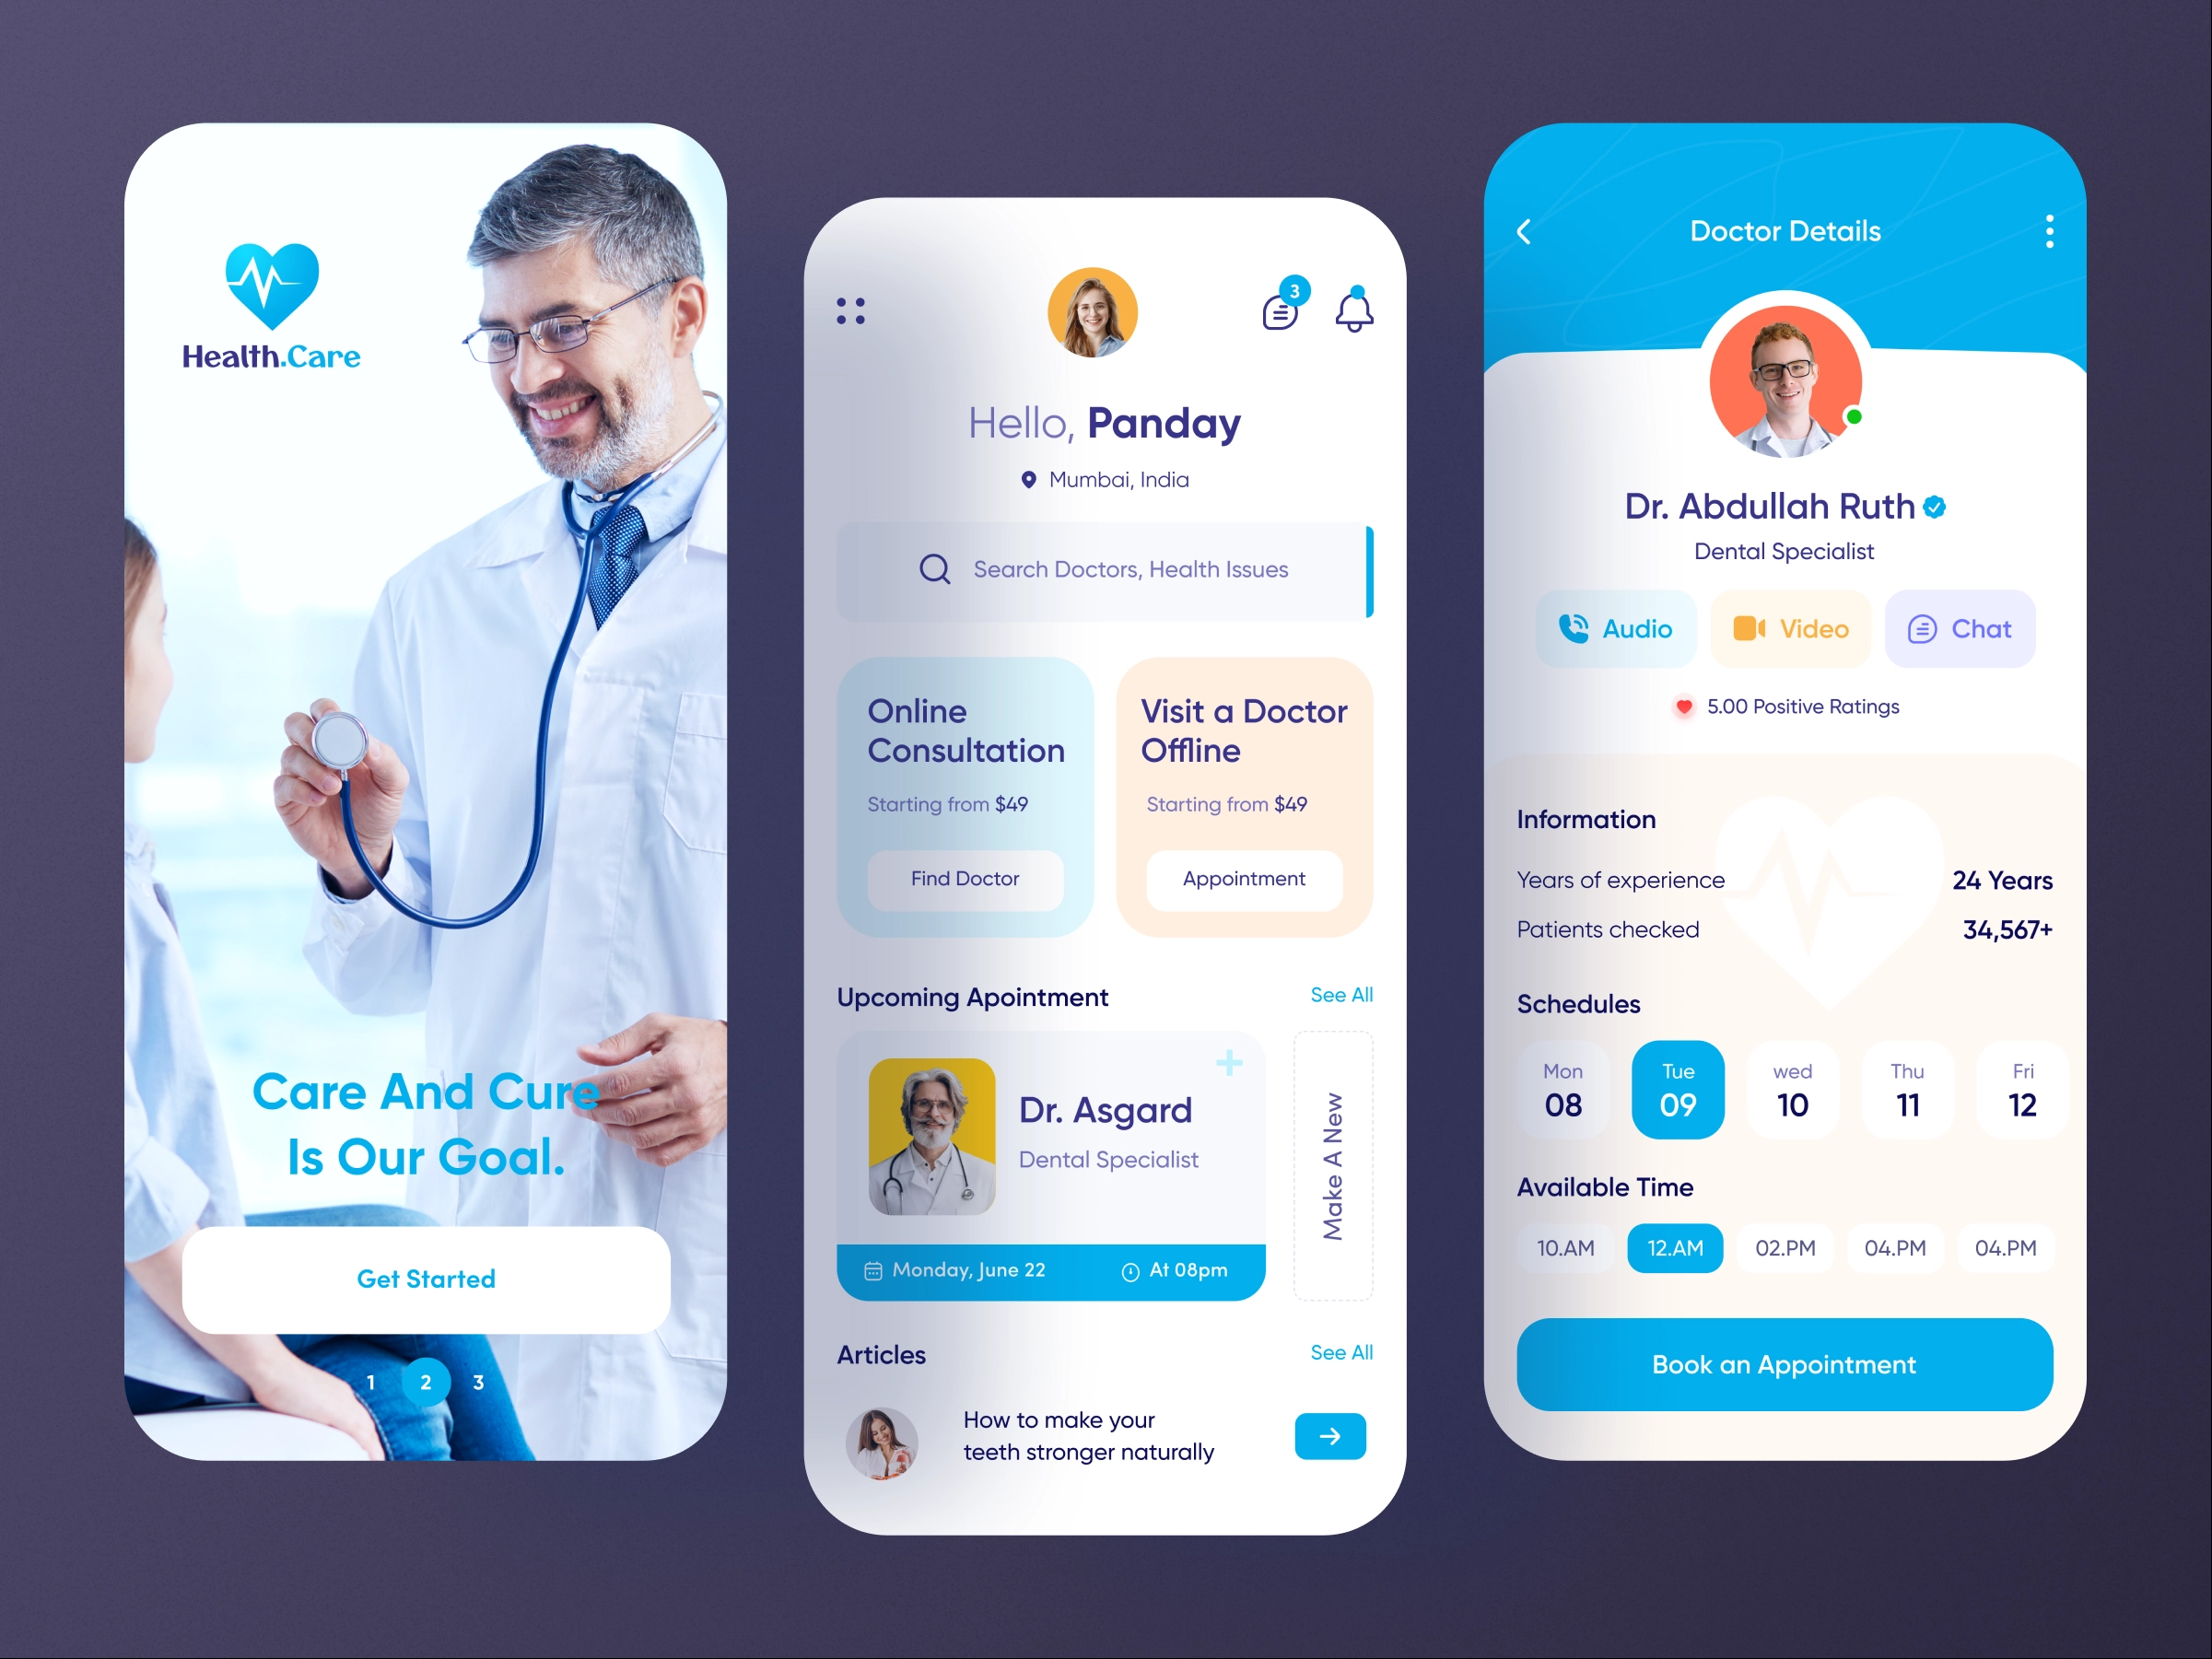 Health.Care
Care And Cure
Is Our Goal.
Get Started
1 2 3
3
Hello, Panday
Mumbai, India
Search Doctors, Health Issues
Online
Consultation
Starting from $49
Find Doctor
Visit a Doctor
Offline
Starting from $49
Appointment
Upcoming Apointment
See All
Dr. Asgard
Dental Specialist
Monday, June 22
At 08pm
Make A New
Articles
See All
How to make your
teeth stronger naturally
Doctor Details
Dr. Abdullah Ruth
Dental Specialist
Audio
Video
Chat
5.00 Positive Ratings
Information
Years of experience 24 Years
Patients checked 34,567+
Schedules
Mon Tue wed Thu Fri
08 09 10 11 12
Available Time
10.AM 12.AM 02.PM 04.PM 04.PM
Book an Appointment